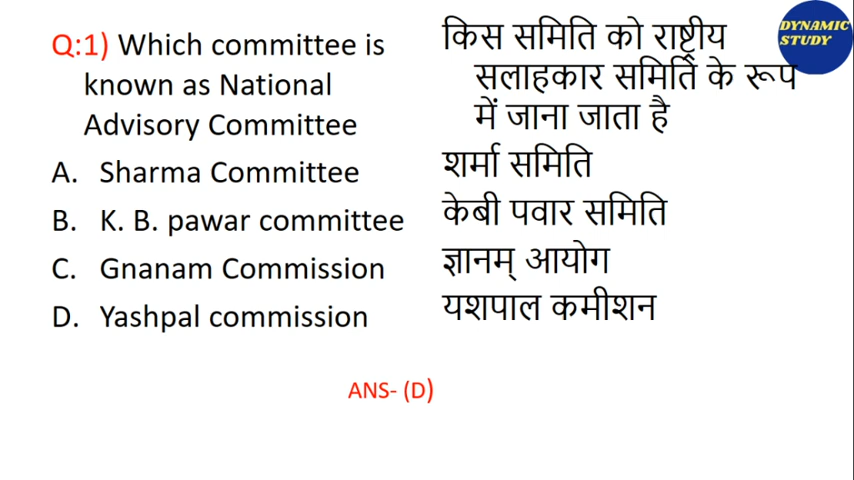 Q:1) Which committee is
known as National
Advisory Committee
A. Sharma Committee
B. K. B. pawar committee
C. Gnanam Commission
D. Yashpal commission
किस समिति को राष्ट्रीय
सलाहकार समिति के रूप
में जाना जाता है
शर्मा समिति
केबी पवार समिति
ज्ञानम् आयोग
यशपाल कमीशन
DYNAMIC
STUDY
ANS- (D)